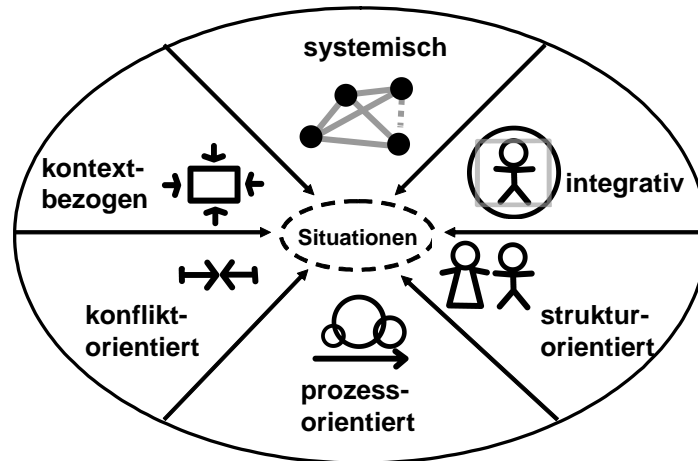 systemisch
kontext-
bezogen
integrativ
Situationen
konflikt-
orientiert
struktur-
orientiert
prozess-
orientiert